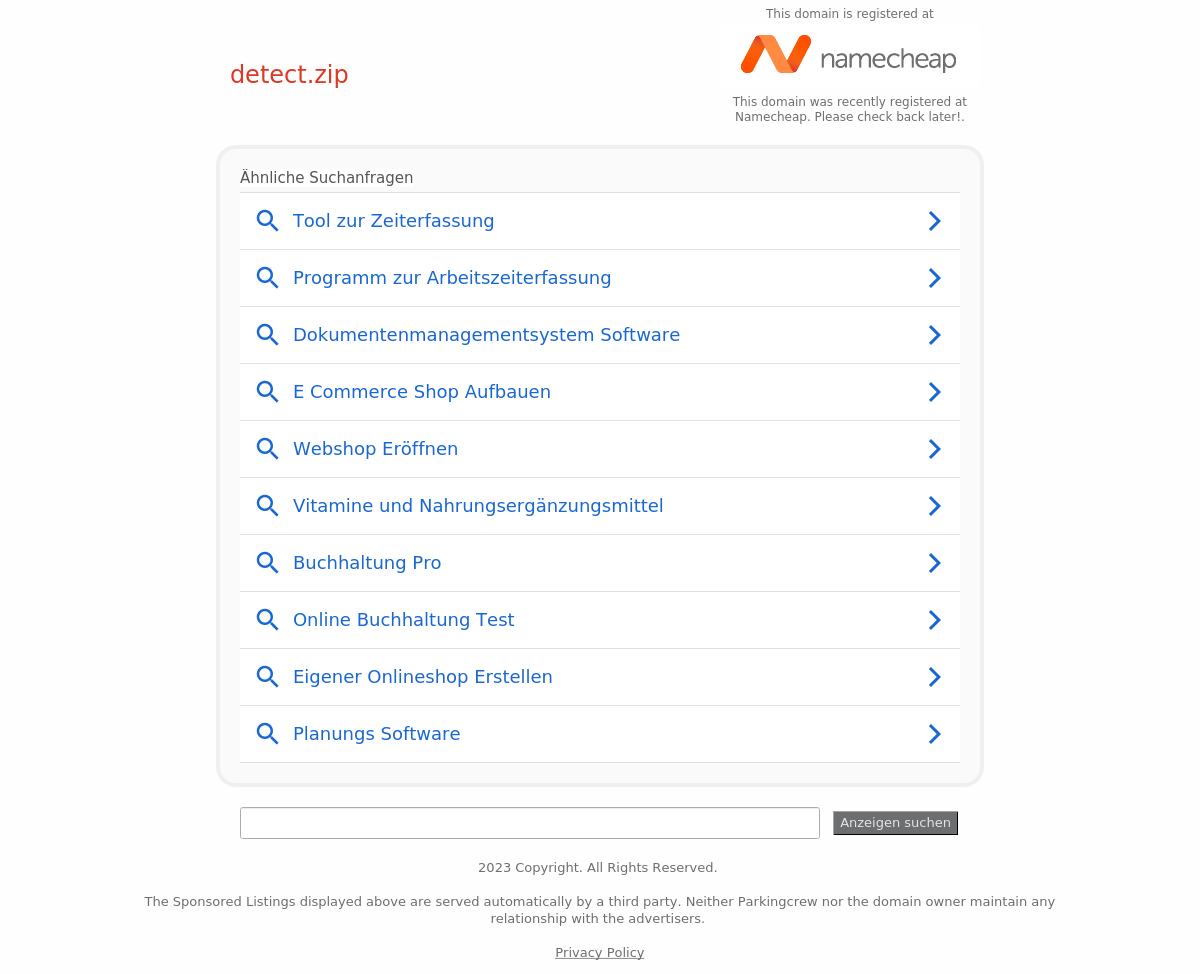 This domain is registered at
namecheap
detect.zip
This domain was recently registered at
Namecheap. Please check back later!.
Ähnliche Suchanfragen
Tool zur Zeiterfassung
Programm zur Arbeitszeiterfassung
Dokumentenmanagementsystem Software
E Commerce Shop Aufbauen
Webshop Eröffnen
Vitamine und Nahrungsergänzungsmittel
Buchhaltung Pro
Online Buchhaltung Test
Eigener Onlineshop Erstellen
Planungs Software
Anzeigen suchen
2023 Copyright. All Rights Reserved.
The Sponsored Listings displayed above are served automatically by a third party. Neither Parkingcrew nor the domain owner maintain any
relationship with the advertisers.
Privacy Policy